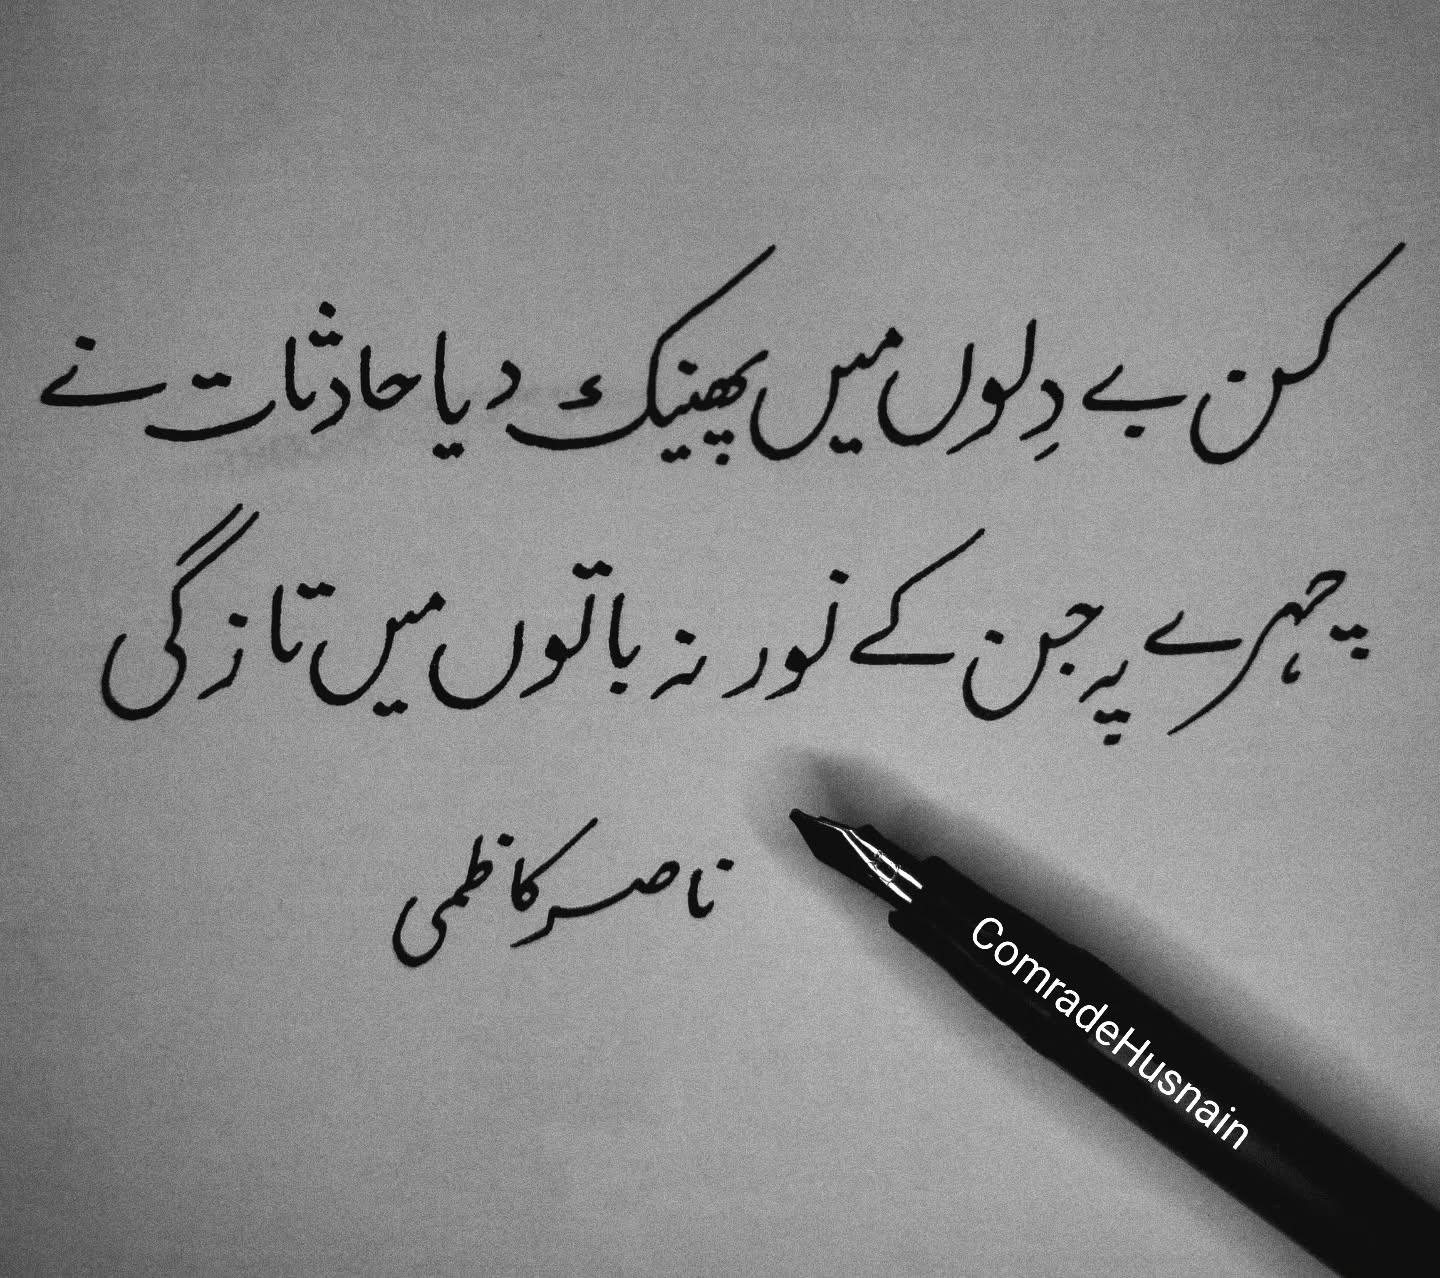 کن بے دِلوں میں پھینک دیا حادثات نے
چہرے پہ جن کے نور نہ باتوں میں تازگی
ناصر کاظمی
ComradeHusnain